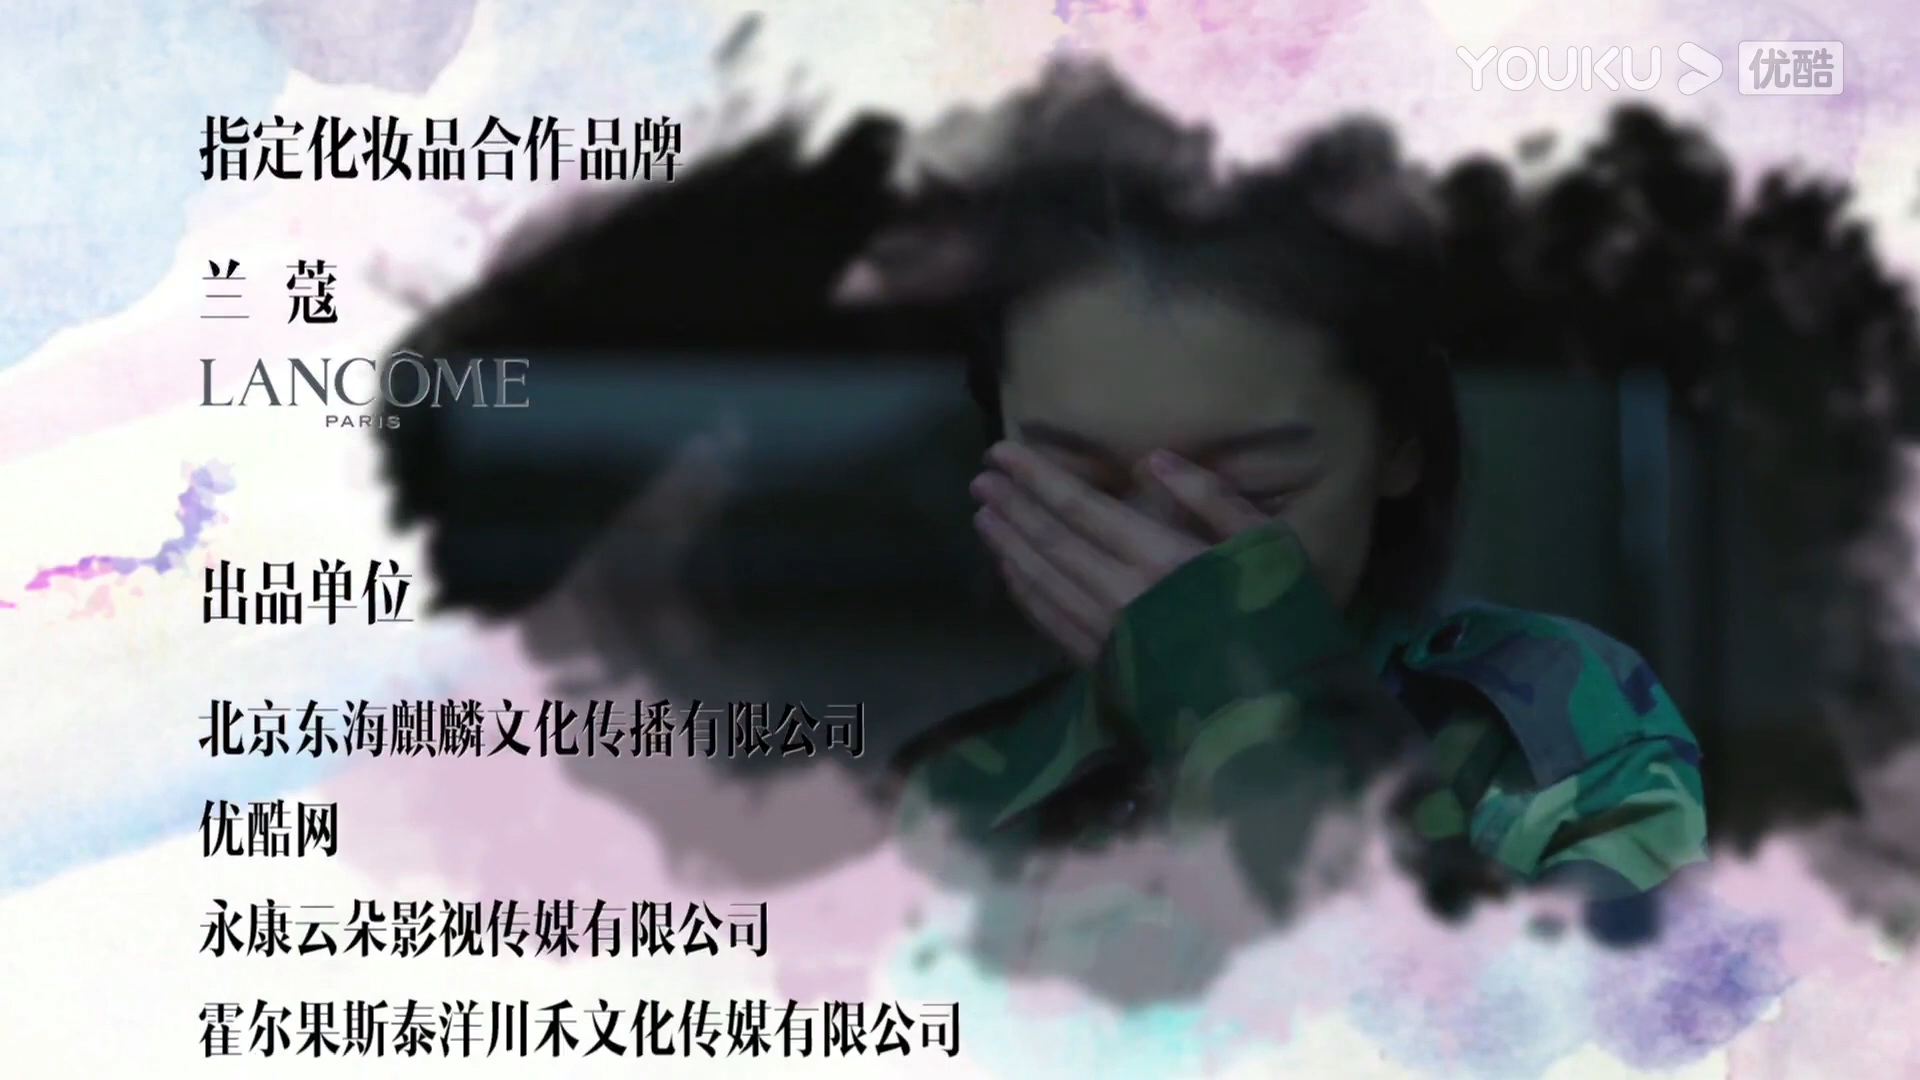 YOUKU 优酷
指定化妆品合作品牌
兰 蔻
LANCÔME
PARIS
出品单位
北京东海麒麟文化传播有限公司
优酷网
永康云朵影视传媒有限公司
霍尔果斯泰洋川禾文化传媒有限公司